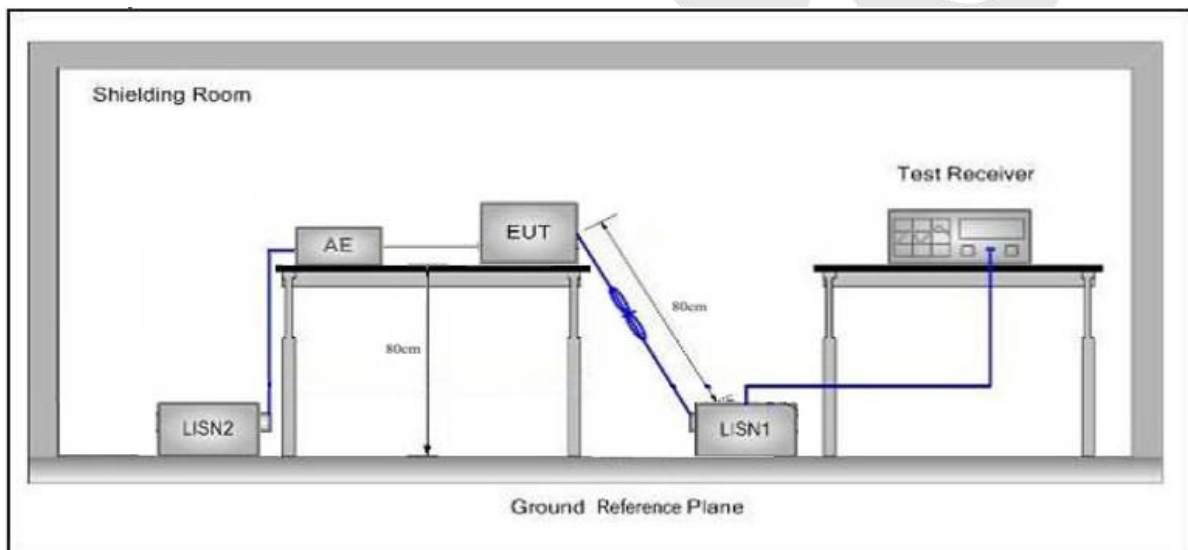 Shielding Room
Test Receiver
EUT
AE
80cm
80cm
LISN2
LISN1
Ground Reference Plane